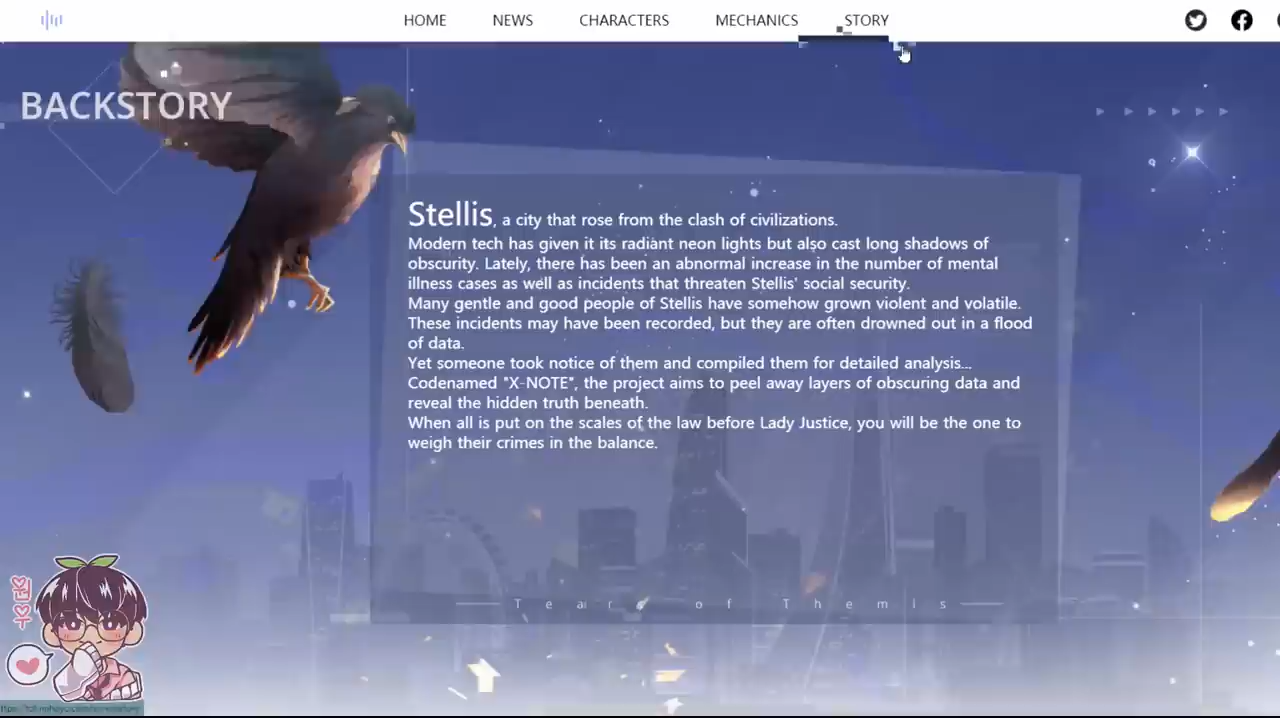 HOME NEWS CHARACTERS MECHANICS STORY
BACKSTORY
Stellis, a city that rose from the clash of civilizations.
Modern tech has given it its radiant neon lights but also cast long shadows of
obscurity. Lately, there has been an abnormal increase in the number of mental
illness cases as well as incidents that threaten Stellis' social security.
Many gentle and good people of Stellis have somehow grown violent and volatile.
These incidents may have been recorded, but they are often drowned out in a flood
of data.
Yet someone took notice of them and compiled them for detailed analysis...
Codenamed "X-NOTE", the project aims to peel away layers of obscuring data and
reveal the hidden truth beneath.
When all is put on the scales of the law before Lady Justice, you will be the one to
weigh their crimes in the balance.
Tears of Themis
원우